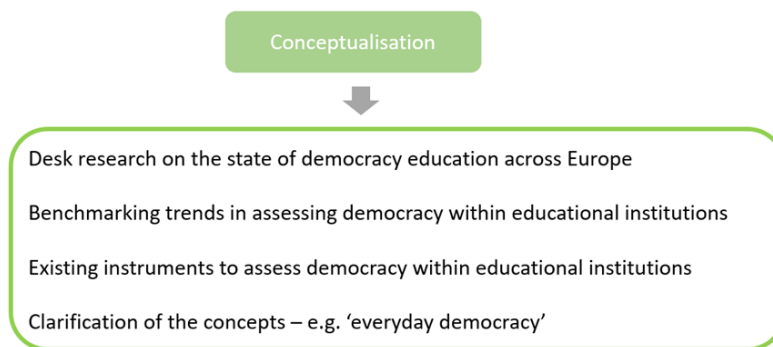 Conceptualisation
Desk research on the state of democracy education across Europe
Benchmarking trends in assessing democracy within educational institutions
Existing instruments to assess democracy within educational institutions
Clarification of the concepts – e.g. ‘everyday democracy’